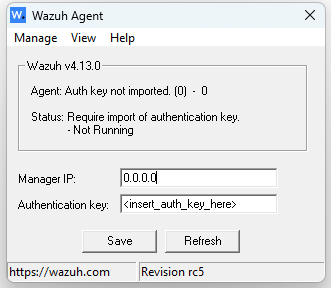 W. Wazuh Agent
Manage View Help
Wazuh v4.13.0
Agent: Auth key not imported. (0) - 0
Status: Require import of authentication key.
- Not Running
Manager IP: 0.0.0.0
Authentication key: <insert_auth_key_here>
Save Refresh
https://wazuh.com Revision rc5